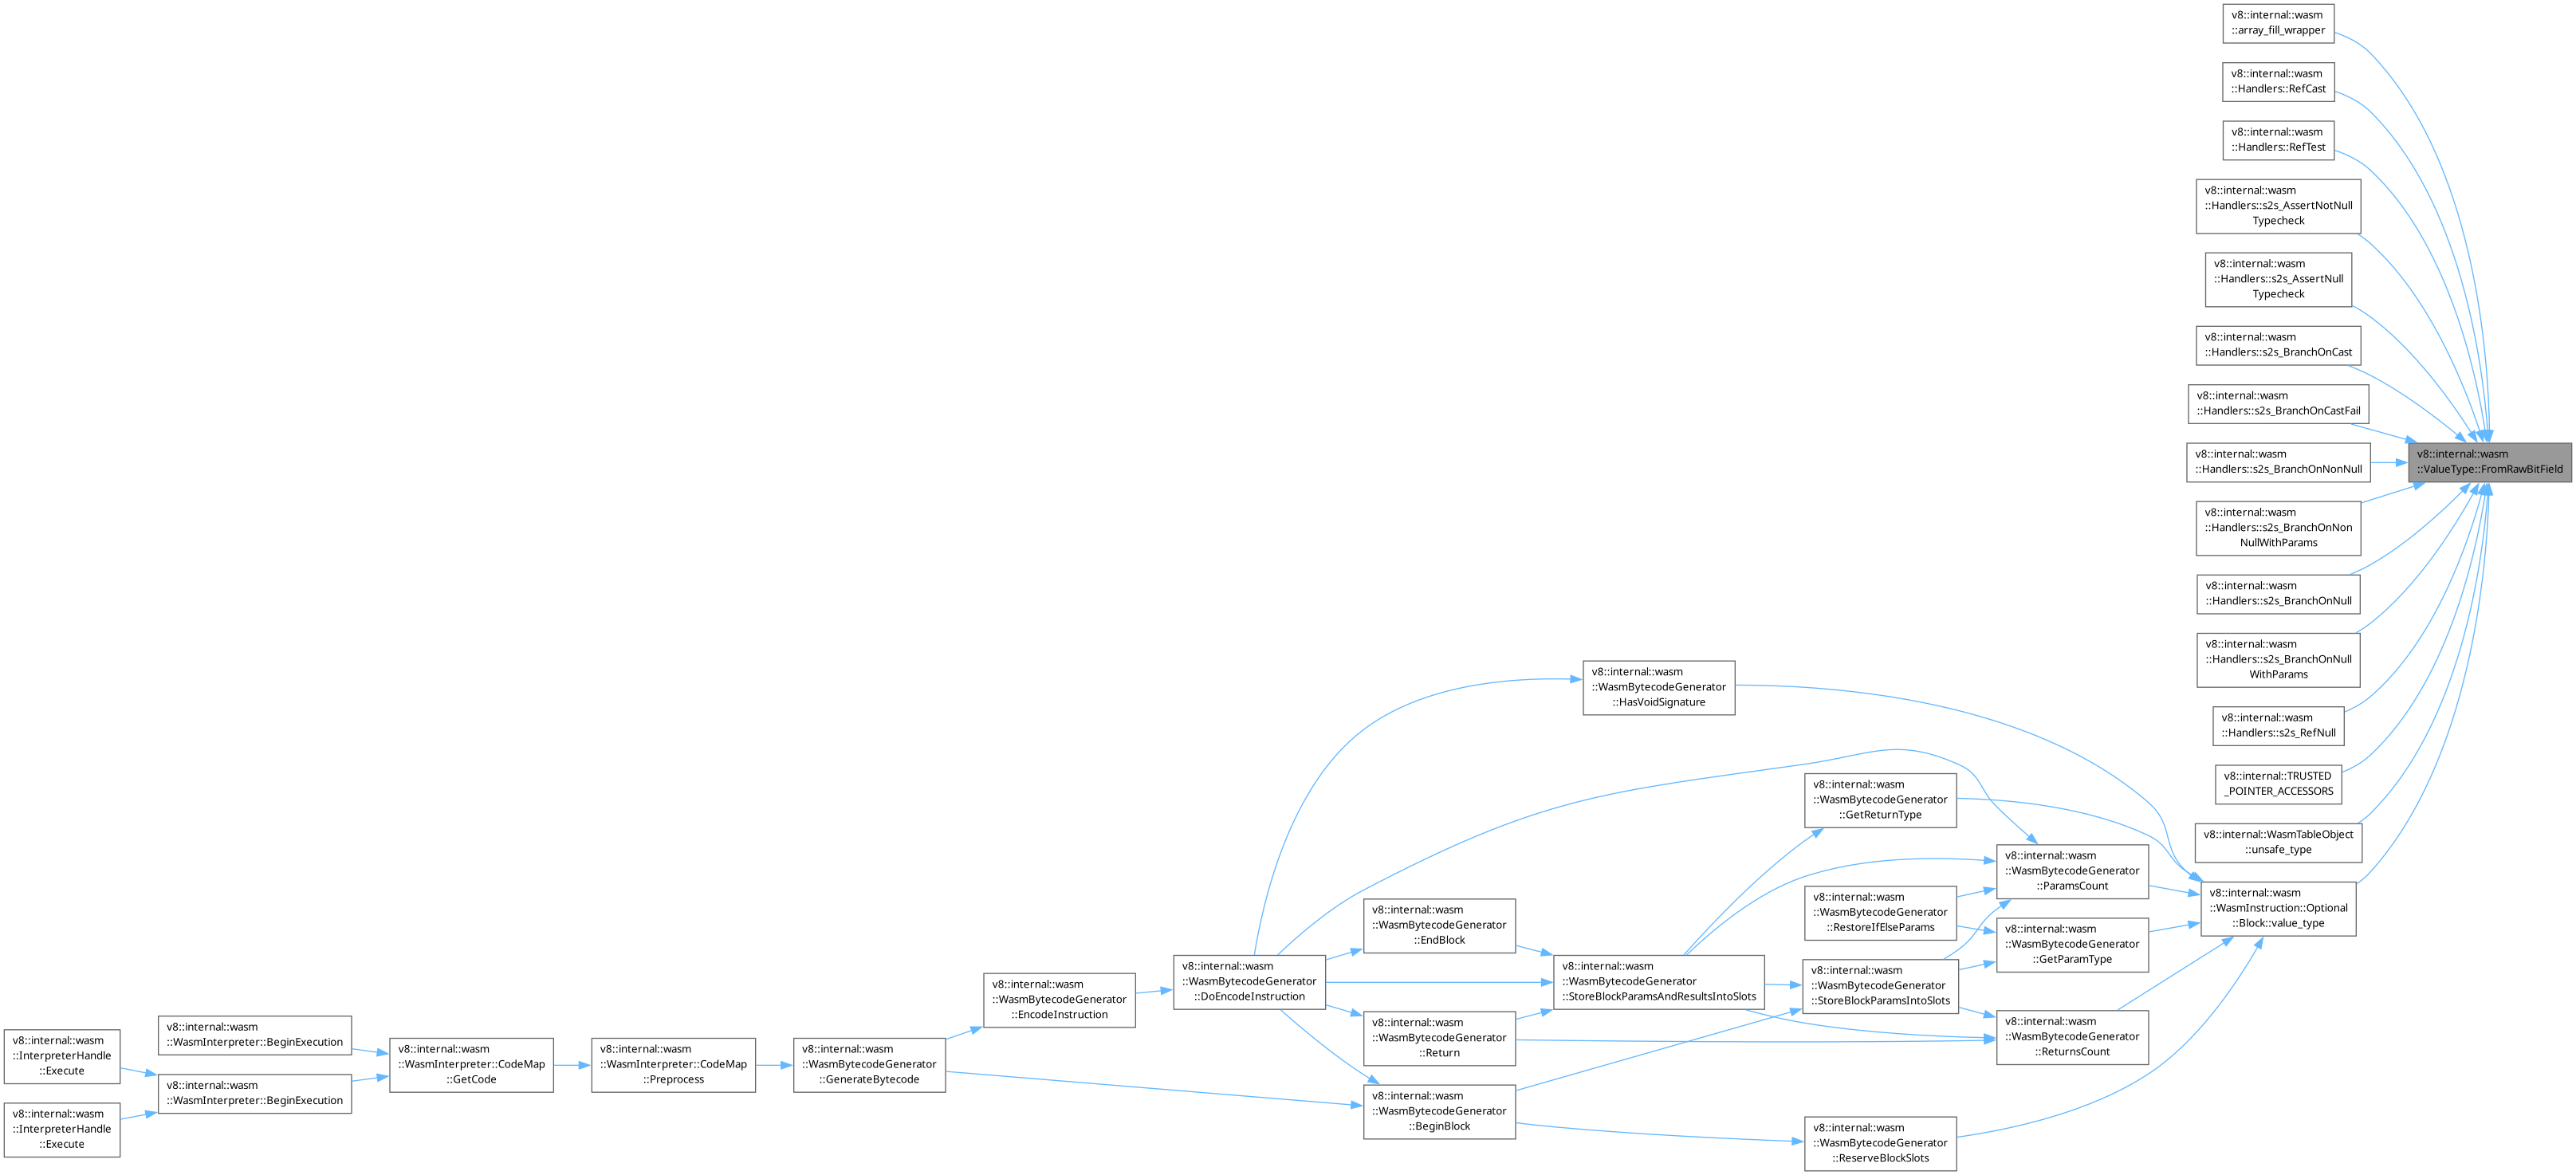 v8::internal::wasm
::array_fill_wrapper
v8::internal::wasm
::Handlers::RefCast
v8::internal::wasm
::Handlers::RefTest
v8::internal::wasm
::Handlers::s2s_AssertNotNull
Typecheck
v8::internal::wasm
::Handlers::s2s_AssertNull
Typecheck
v8::internal::wasm
::Handlers::s2s_BranchOnCast
v8::internal::wasm
::Handlers::s2s_BranchOnCastFail
v8::internal::wasm
::ValueType::FromRawBitField
v8::internal::wasm
::Handlers::s2s_BranchOnNonNull
v8::internal::wasm
::Handlers::s2s_BranchOnNon
NullWithParams
v8::internal::wasm
::Handlers::s2s_BranchOnNull
v8::internal::wasm
::Handlers::s2s_BranchOnNull
WithParams
v8::internal::wasm
::Handlers::s2s_RefNull
v8::internal::TRUSTED
_POINTER_ACCESSORS
v8::internal::WasmTableObject
::unsafe_type
v8::internal::wasm
::WasmInstruction::Optional
::Block::value_type
v8::internal::wasm
::WasmBytecodeGenerator
::HasVoidSignature
v8::internal::wasm
::WasmBytecodeGenerator
::GetReturnType
v8::internal::wasm
::WasmBytecodeGenerator
::ParamsCount
v8::internal::wasm
::WasmBytecodeGenerator
::RestoreIfElseParams
v8::internal::wasm
::WasmBytecodeGenerator
::GetParamType
v8::internal::wasm
::WasmBytecodeGenerator
::StoreBlockParamsIntoSlots
v8::internal::wasm
::WasmBytecodeGenerator
::ReturnsCount
v8::internal::wasm
::WasmBytecodeGenerator
::ReserveBlockSlots
v8::internal::wasm
::WasmBytecodeGenerator
::StoreBlockParamsAndResultsIntoSlots
v8::internal::wasm
::WasmBytecodeGenerator
::EndBlock
v8::internal::wasm
::WasmBytecodeGenerator
::Return
v8::internal::wasm
::WasmBytecodeGenerator
::BeginBlock
v8::internal::wasm
::WasmBytecodeGenerator
::DoEncodeInstruction
v8::internal::wasm
::WasmBytecodeGenerator
::EncodeInstruction
v8::internal::wasm
::WasmBytecodeGenerator
::GenerateBytecode
v8::internal::wasm
::WasmInterpreter::CodeMap
::Preprocess
v8::internal::wasm
::WasmInterpreter::CodeMap
::GetCode
v8::internal::wasm
::WasmInterpreter::BeginExecution
v8::internal::wasm
::WasmInterpreter::BeginExecution
v8::internal::wasm
::InterpreterHandle
::Execute
v8::internal::wasm
::InterpreterHandle
::Execute